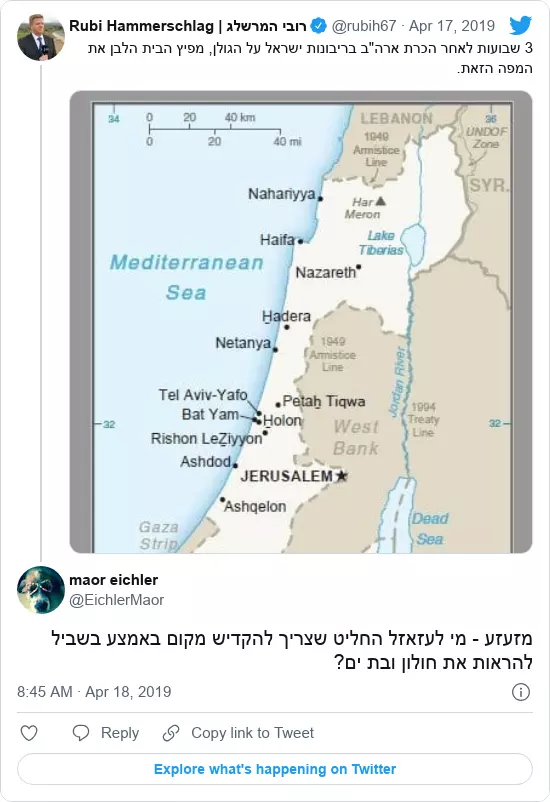 Rubi Hammerschlag | רובי המרשלג @rubih67 · Apr 17, 2019
3 שבועות לאחר הכרת ארה"ב בריבונות ישראל על הגולן, מפיץ הבית הלבן את
המפה הזאת.
34
0 20 40 km
0 20 40 mi
LEBANON
36
1949
Armistice
Line
UNDOF
Zone
SYR.
Nahariyya
Har
Meron
Haifa
Lake
Tiberias
Mediterranean
Sea
Nazareth
H̱adera
Netanya
1949
Armistice
Line
Jordan River
Tel Aviv-Yafo
Petaẖ Tiqwa
Bat Yam
H̱olon
1994
Treaty
Line
32
32
West
Bank
Rishon LeẔiyyon
Ashdod
JERUSALEM
Ashqelon
Gaza
Strip
Dead
Sea
maor eichler
@EichlerMaor
מזעזע - מי לעזאזל החליט שצריך להקדיש מקום באמצע בשביל
להראות את חולון ובת ים?
8:45 AM · Apr 18, 2019
Reply
Copy link to Tweet
Explore what's happening on Twitter